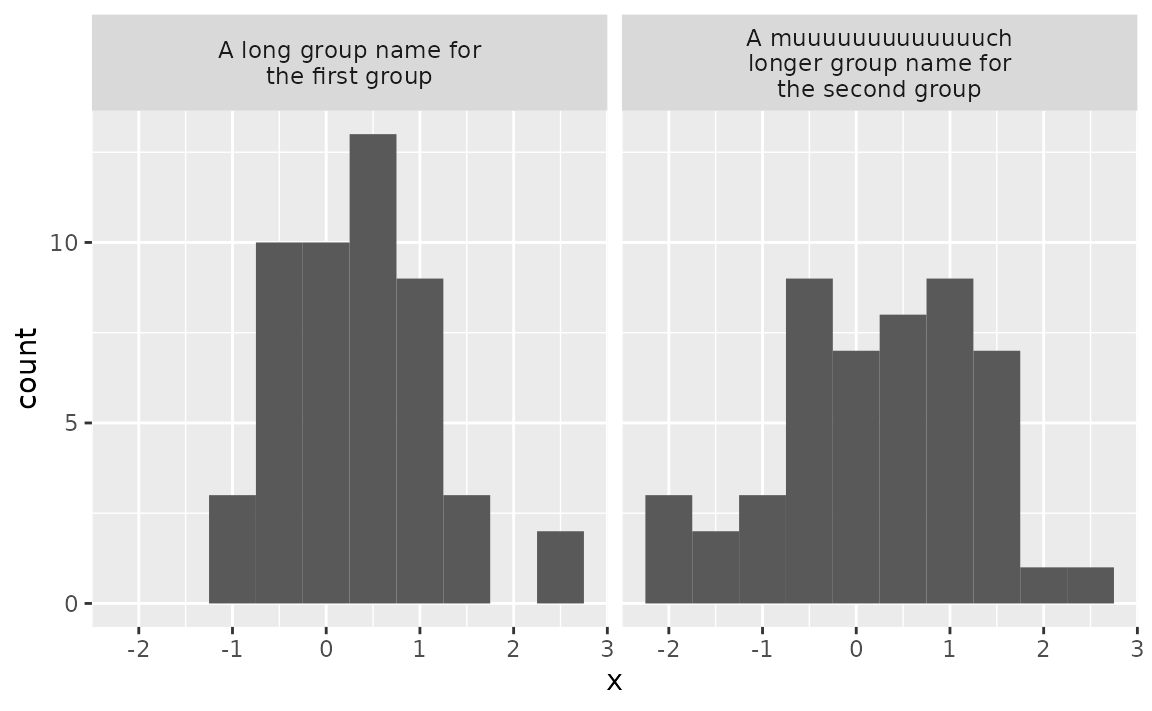 A long group name for
the first group
A muuuuuuuuuuuuuuch
longer group name for
the second group
10
5
0
count
-2 -1 0 1 2 3
-2 -1 0 1 2 3
x